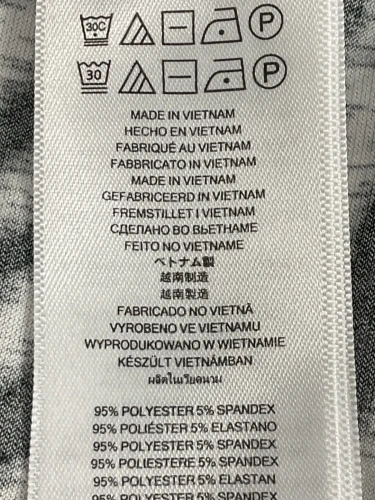 30C P
30 P
MADE IN VIETNAM
HECHO EN VIETNAM
FABRIQUÉ AU VIETNAM
FABBRICATO IN VIETNAM
MADE IN VIETNAM
GEFABRICEERD IN VIETNAM
FREMSTILLET I VIETNAM
СДЕЛАНО ВО ВЬЕТНАМЕ
FEITO NO VIETNAME
ベトナム製
越南制造
越南製造
FABRICADO NO VIETNÃ
VYROBENO VE VIETNAMU
WYPRODUKOWANO W WIETNAMIE
KÉSZÜLT VIETNÁMBAN
ผลิตในเวียดนาม
95% POLYESTER 5% SPANDEX
95% POLIÉSTER 5% ELASTANO
95% POLYESTER 5% SPANDEX
95% POLIESTERE 5% SPANDEX
95% POLYESTER 5% ELASTAN
95% POLYESTER 5% SPANDEX